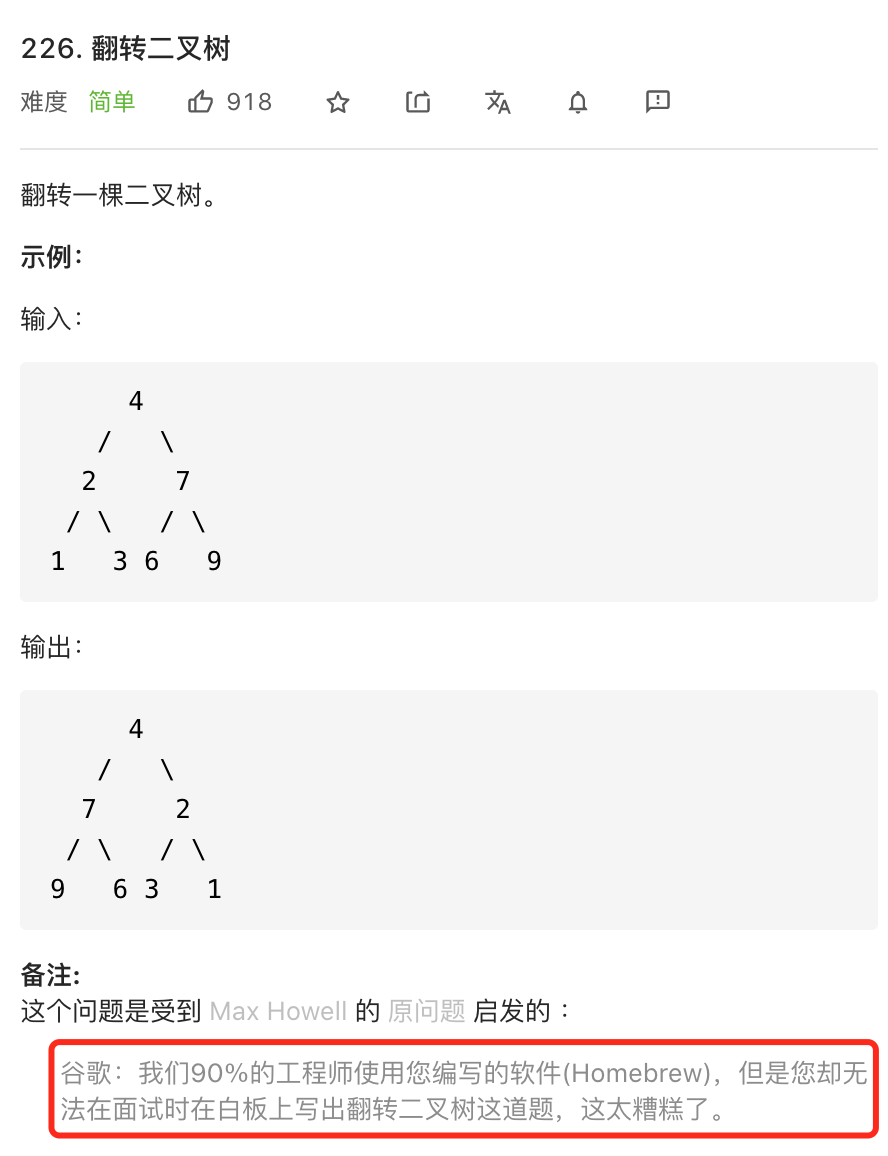 226. 翻转二叉树
难度 简单 918
翻转一棵二叉树。
示例：
输入：
4
/ \
2 7
/ \ / \
1 3 6 9
输出：
4
/ \
7 2
/ \ / \
9 6 3 1
备注:
这个问题是受到 Max Howell 的 原问题 启发的 ：
谷歌：我们90％的工程师使用您编写的软件(Homebrew)，但是您却无
法在面试时在白板上写出翻转二叉树这道题，这太糟糕了。